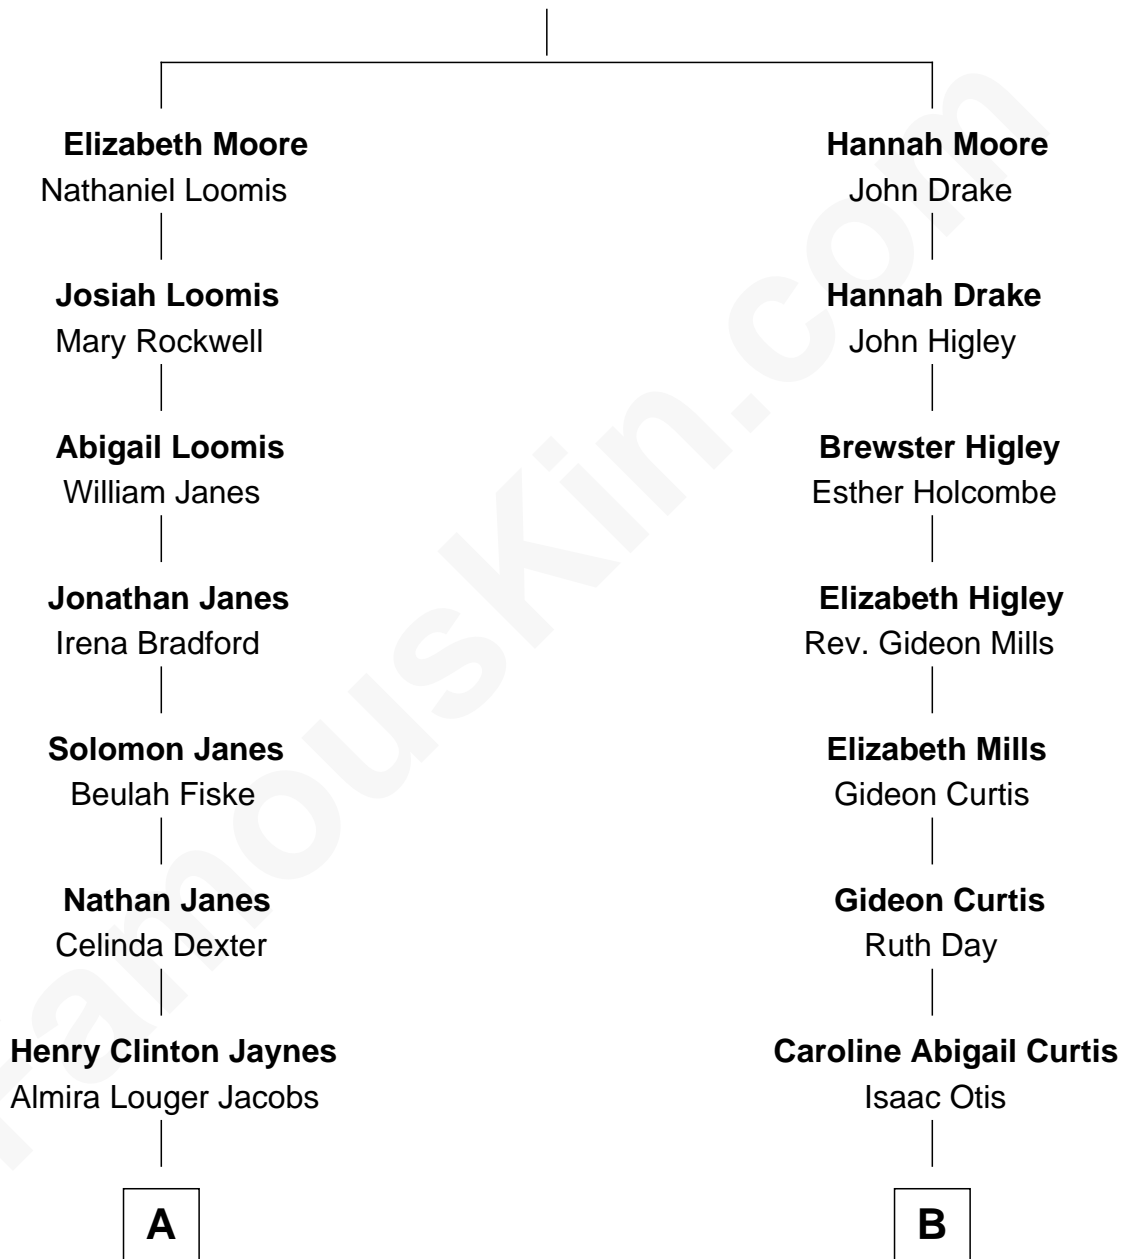 Elizabeth Moore
Nathaniel Loomis
Josiah Loomis
Mary Rockwell
Abigail Loomis
William Janes
Jonathan Janes
Irena Bradford
Solomon Janes
Beulah Fiske
Nathan Janes
Celinda Dexter
Henry Clinton Jaynes
Almira Louger Jacobs
A
Hannah Moore
John Drake
Hannah Drake
John Higley
Brewster Higley
Esther Holcombe
Elizabeth Higley
Rev. Gideon Mills
Elizabeth Mills
Gideon Curtis
Gideon Curtis
Ruth Day
Caroline Abigail Curtis
Isaac Otis
B
FamousKin.com